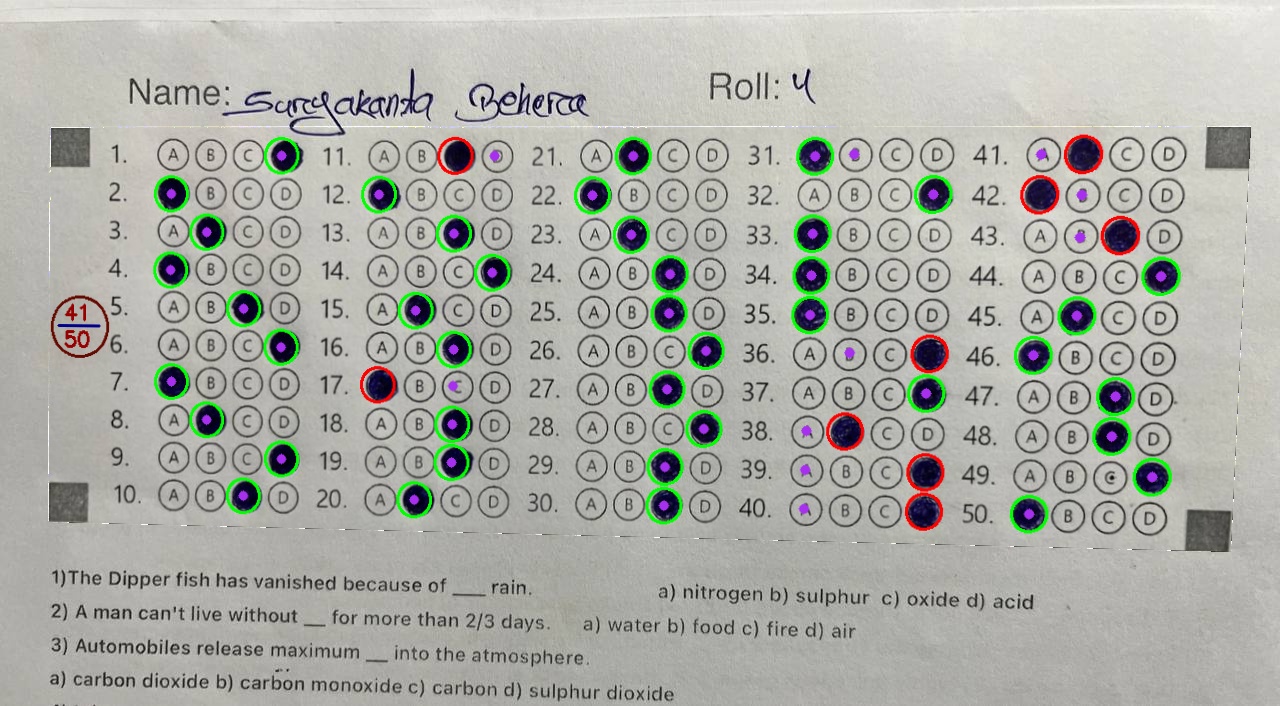 Name: Suryakanta Behera Roll: 4
1. A B C 11. A B 21. A C D 31. C D 41. C D
2. B C D 12. B C D 22. B C D 32. A B C 42. C D
3. A C D 13. A B D 23. A C D 33. B C D 43. A D
4. B C D 14. A B C 24. A B D 34. B C D 44. A B C
5. A B D 15. A C D 25. A B D 35. B C D 45. A C D
41
50
6. A B C 16. A B D 26. A B C 36. A C 46. B C D
7. B C D 17. B D 27. A B D 37. A B C 47. A B D
8. A C D 18. A B D 28. A B C 38. C D 48. A B D
9. A B C 19. A B D 29. A B D 39. B C 49. A B C
10. A B D 20. A C D 30. A B D 40. B C 50. B C D
1)The Dipper fish has vanished because of ___ rain. a) nitrogen b) sulphur c) oxide d) acid
2) A man can't live without __ for more than 2/3 days. a) water b) food c) fire d) air
3) Automobiles release maximum __ into the atmosphere.
a) carbon dioxide b) carbon monoxide c) carbon d) sulphur dioxide